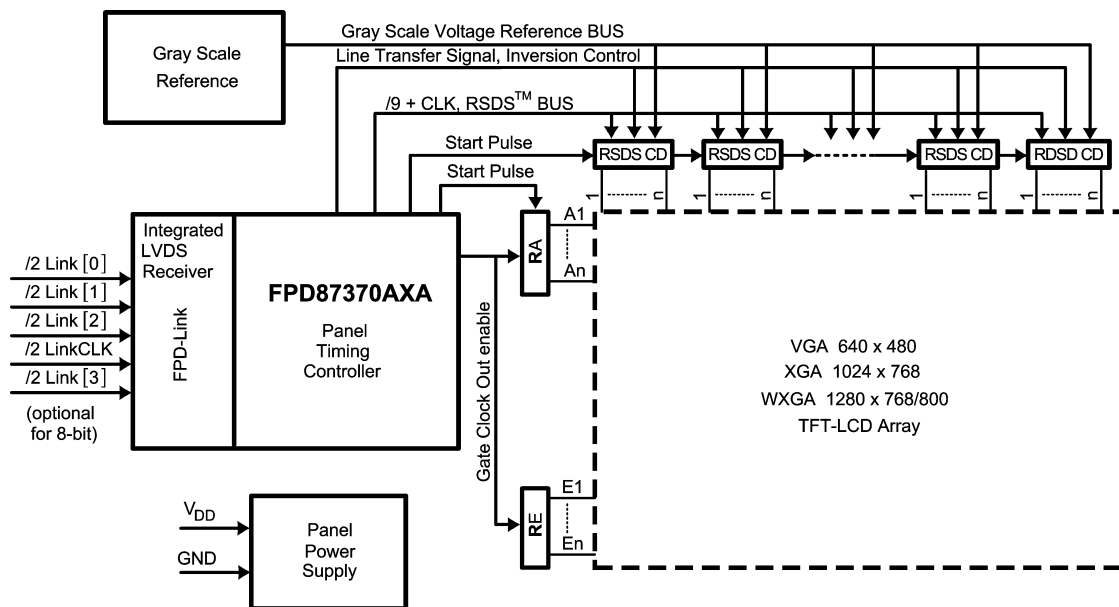 Gray Scale
Reference
Gray Scale Voltage Reference BUS
Line Transfer Signal, Inversion Control
/9 + CLK, RSDS™ BUS
Start Pulse
Start Pulse
RSDS CD
RSDS CD
RSDS CD
RDSD CD
1
n
1
n
1
n
1
n
Integrated
LVDS
Receiver
FPD-Link
/2 Link [0]
/2 Link [1]
/2 Link [2]
/2 LinkCLK
/2 Link [3]
(optional
for 8-bit)
FPD87370AXA
Panel
Timing
Controller
Gate Clock Out enable
RA
A1
An
RE
E1
En
VGA 640 x 480
XGA 1024 x 768
WXGA 1280 x 768/800
TFT-LCD Array
VDD
GND
Panel
Power
Supply